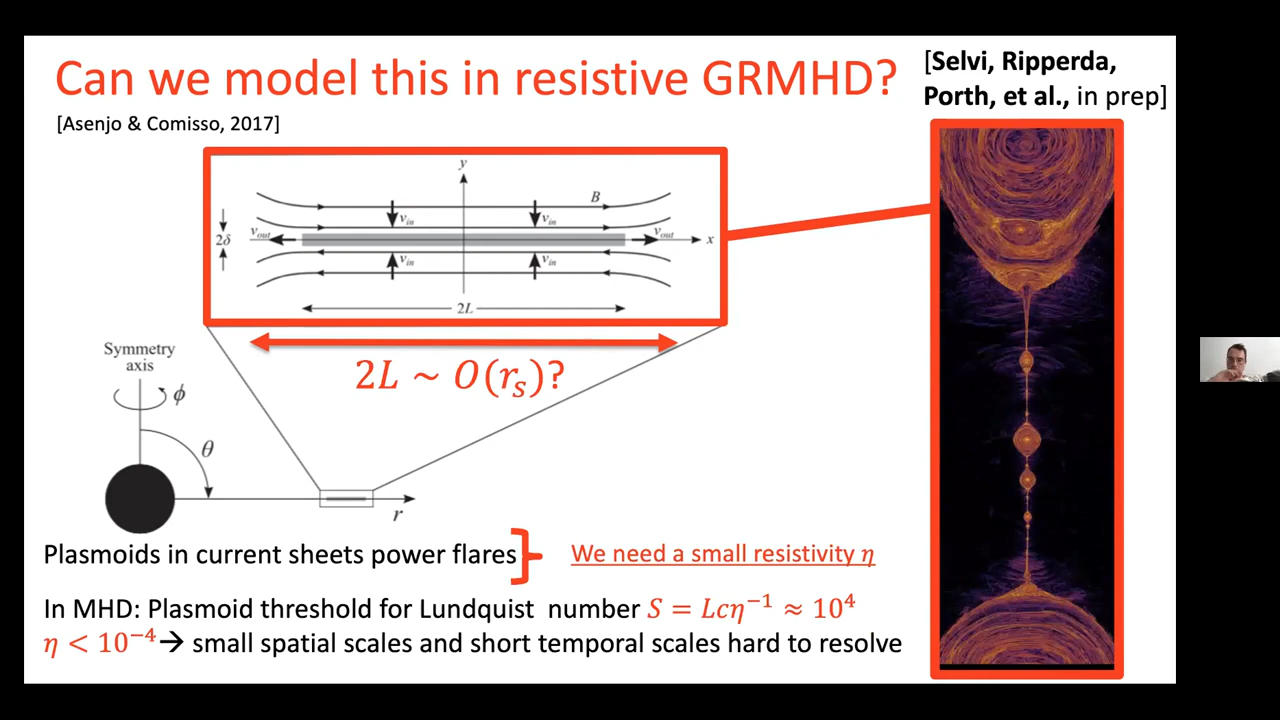 Can we model this in resistive GRMHD?
[Selvi, Ripperda,
Porth, et al., in prep]
[Asenjo & Comisso, 2017]
y
B
v_in
v_in
2δ
v_out
v_out
x
v_in
v_in
2L
2L ~ O(r_s)?
Symmetry
axis
ϕ
θ
r
Plasmoids in current sheets power flares
We need a small resistivity η
In MHD: Plasmoid threshold for Lundquist number S = Lcη⁻¹ ≈ 10⁴
η < 10⁻⁴→ small spatial scales and short temporal scales hard to resolve